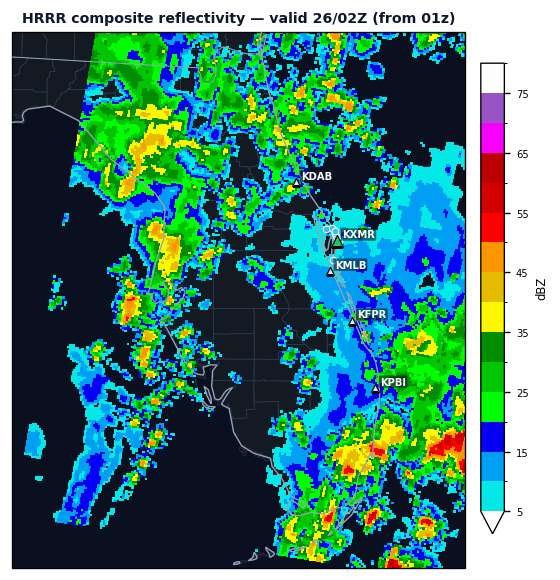 HRRR composite reflectivity — valid 26/02Z (from 01z)
KDAB
KXMR
KMLB
KFPR
KPBI
75
65
55
45
35
25
15
5
dBZ